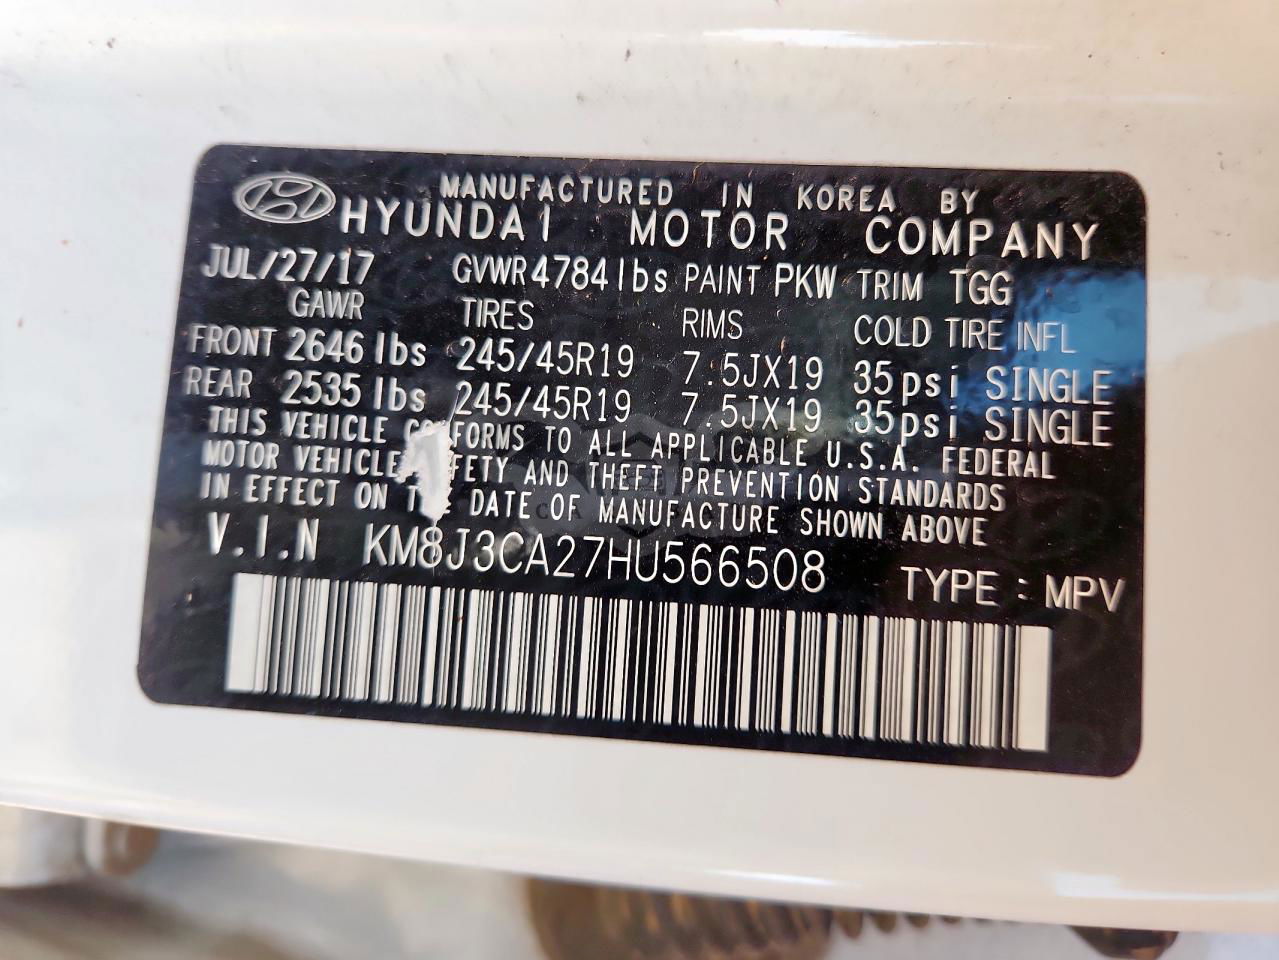 MANUFACTURED IN KOREA BY
HYUNDAI MOTOR COMPANY
JUL/27/17 GVWR 4784 lbs PAINT PKW TRIM TGG
GAWR TIRES RIMS COLD TIRE INFL
FRONT 2646 lbs 245/45R19 7.5JX19 35psi SINGLE
REAR 2535 lbs 245/45R19 7.5JX19 35psi SINGLE
THIS VEHICLE FORMS TO ALL APPLICABLE U.S.A. FEDERAL
MOTOR VEHICLE FETY AND THEFT PREVENTION STANDARDS
IN EFFECT ON THE DATE OF MANUFACTURE SHOWN ABOVE
V.I.N KM8J3CA27HU566508 TYPE : MPV